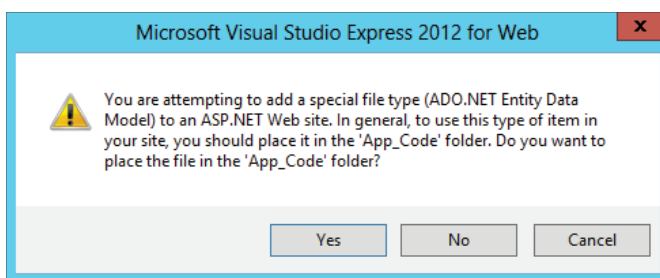 Microsoft Visual Studio Express 2012 for Web
x
You are attempting to add a special file type (ADO.NET Entity Data
Model) to an ASP.NET Web site. In general, to use this type of item in
your site, you should place it in the 'App_Code' folder. Do you want to
place the file in the 'App_Code' folder?
Yes No Cancel